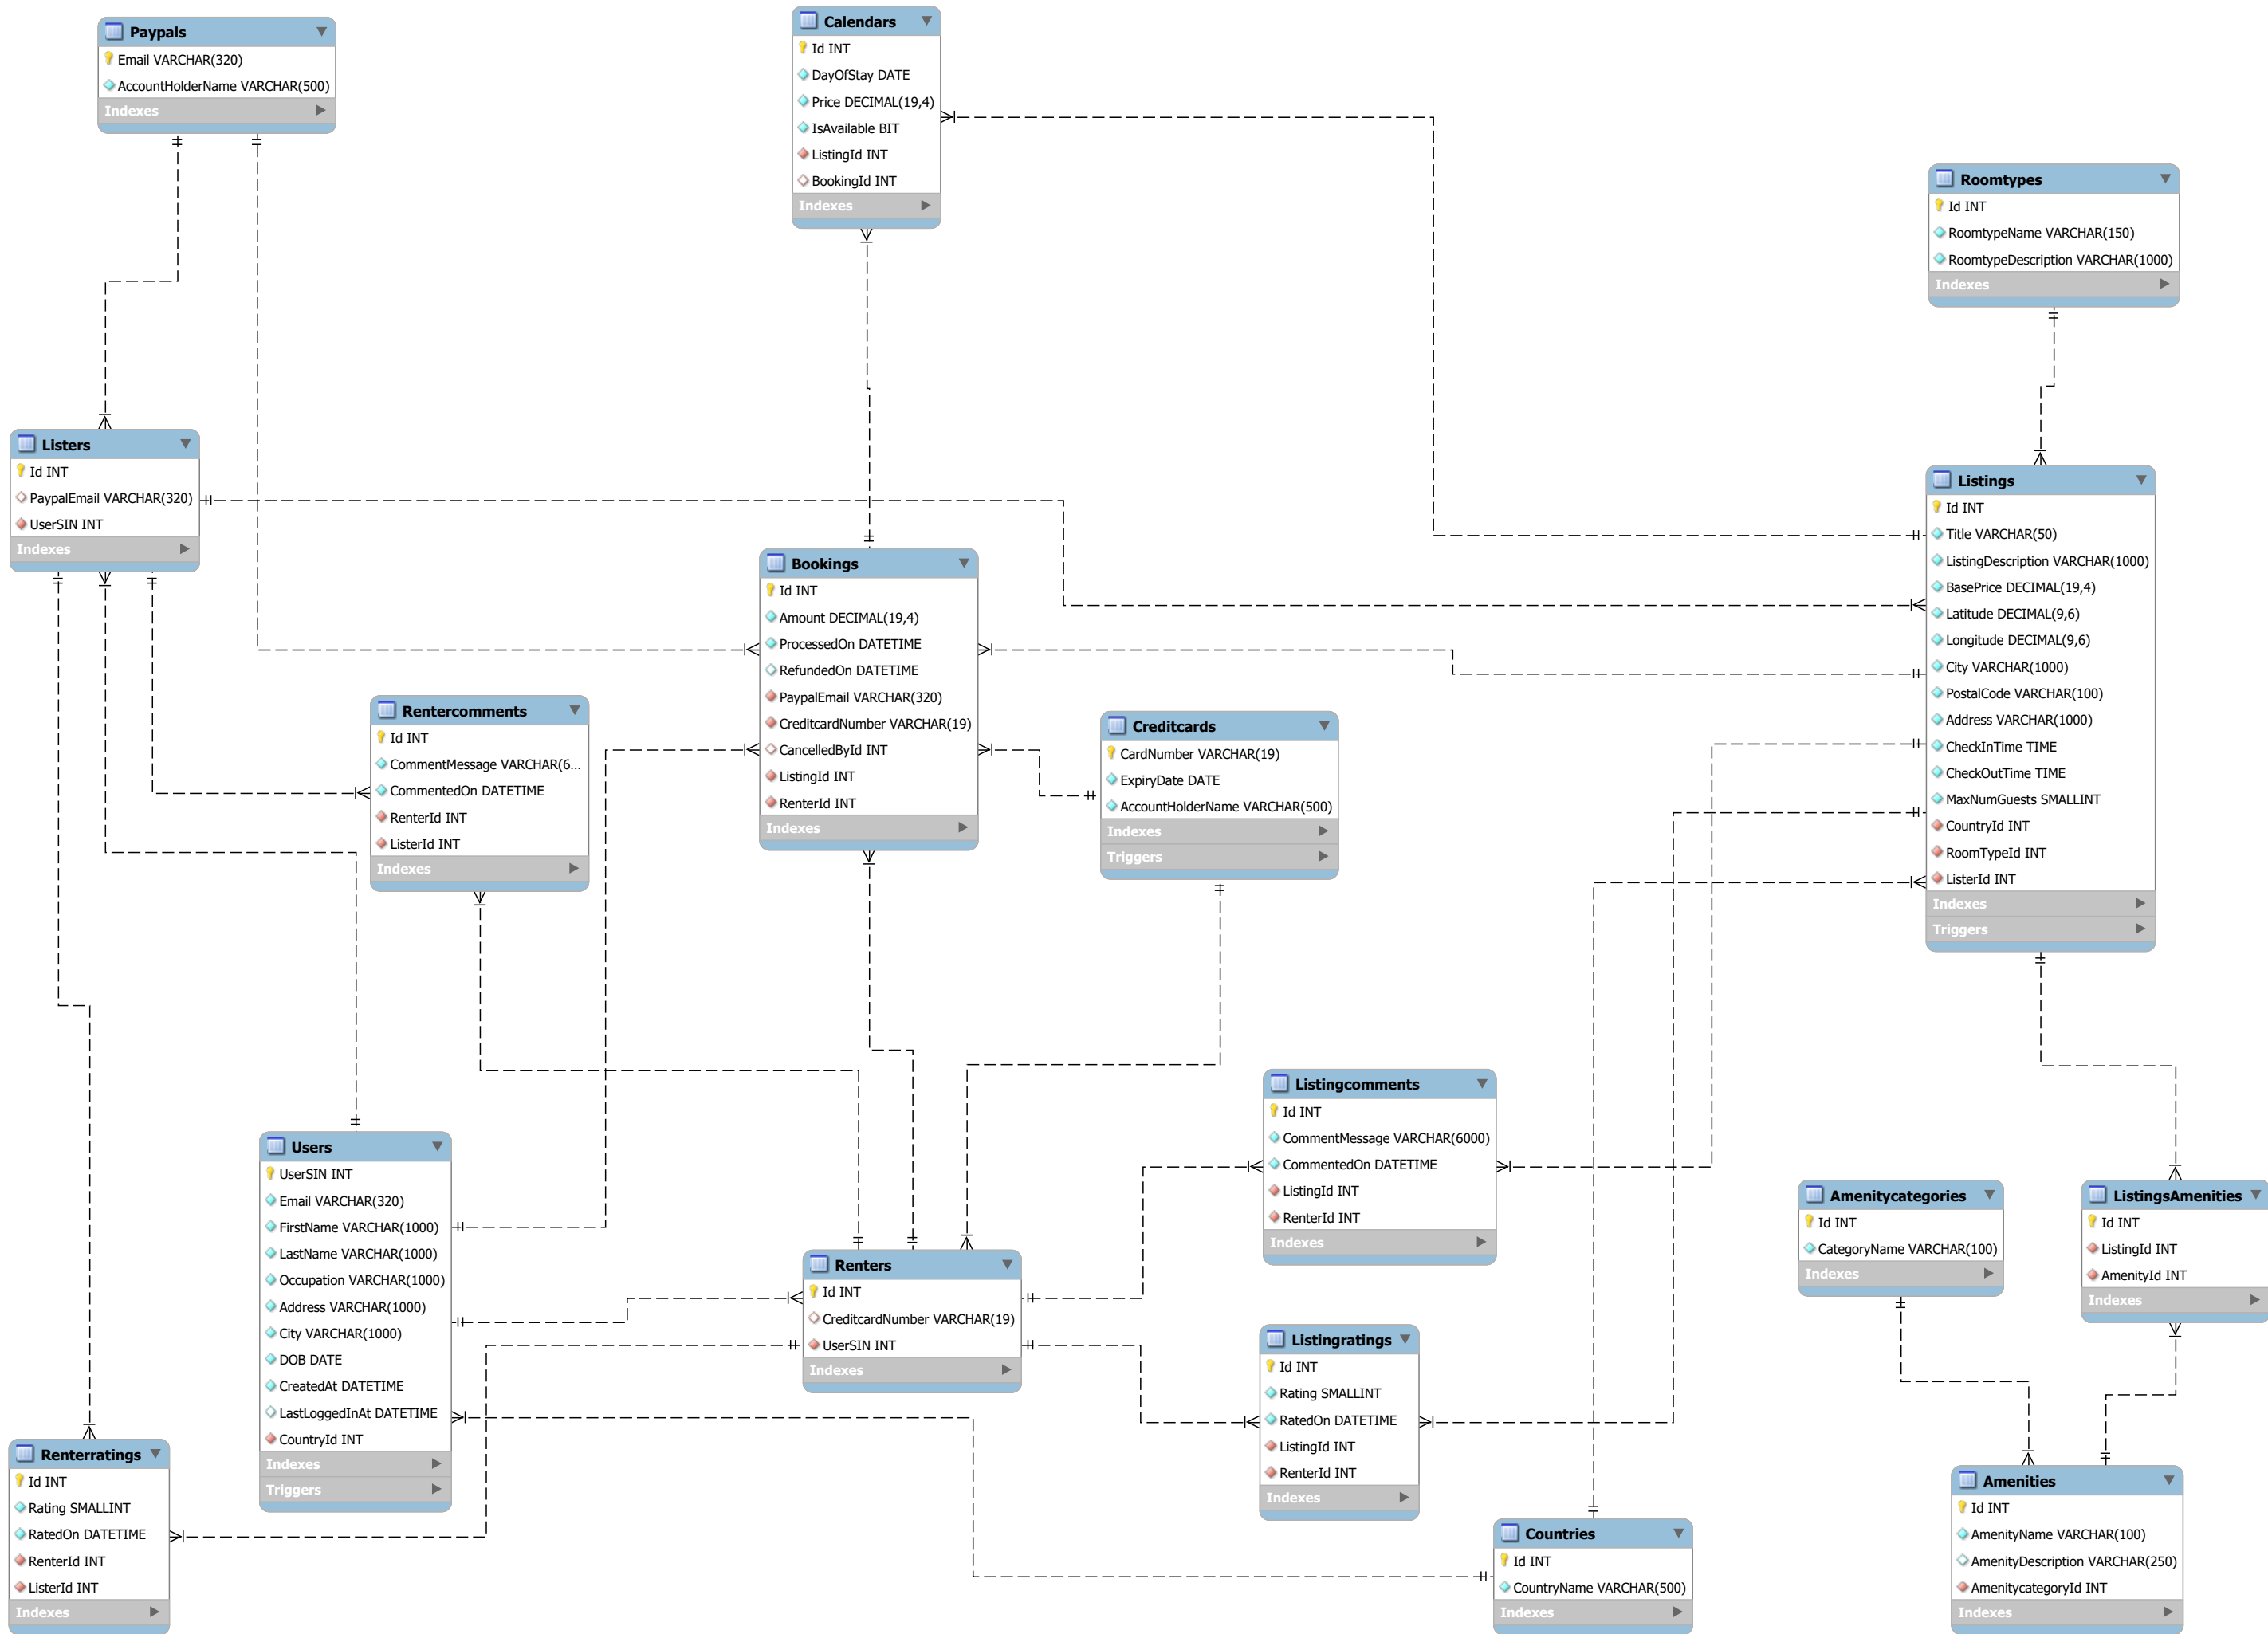 Paypals
Email VARCHAR(320)
AccountHolderName VARCHAR(500)
Indexes
Calendars
Id INT
DayOfStay DATE
Price DECIMAL(19,4)
IsAvailable BIT
ListingId INT
BookingId INT
Indexes
Roomtypes
Id INT
RoomtypeName VARCHAR(150)
RoomtypeDescription VARCHAR(1000)
Indexes
Listers
Id INT
PaypalEmail VARCHAR(320)
UserSIN INT
Indexes
Listings
Id INT
Title VARCHAR(50)
ListingDescription VARCHAR(1000)
BasePrice DECIMAL(19,4)
Latitude DECIMAL(9,6)
Longitude DECIMAL(9,6)
City VARCHAR(1000)
PostalCode VARCHAR(100)
Address VARCHAR(1000)
CheckInTime TIME
CheckOutTime TIME
MaxNumGuests SMALLINT
CountryId INT
RoomTypeId INT
ListerId INT
Indexes
Triggers
Bookings
Id INT
Amount DECIMAL(19,4)
ProcessedOn DATETIME
RefundedOn DATETIME
PaypalEmail VARCHAR(320)
CreditcardNumber VARCHAR(19)
CancelledById INT
ListingId INT
RenterId INT
Indexes
Rentercomments
Id INT
CommentMessage VARCHAR(6...
CommentedOn DATETIME
RenterId INT
ListerId INT
Indexes
Creditcards
CardNumber VARCHAR(19)
ExpiryDate DATE
AccountHolderName VARCHAR(500)
Indexes
Triggers
Users
UserSIN INT
Email VARCHAR(320)
FirstName VARCHAR(1000)
LastName VARCHAR(1000)
Occupation VARCHAR(1000)
Address VARCHAR(1000)
City VARCHAR(1000)
DOB DATE
CreatedAt DATETIME
LastLoggedInAt DATETIME
CountryId INT
Indexes
Triggers
Listingcomments
Id INT
CommentMessage VARCHAR(6000)
CommentedOn DATETIME
ListingId INT
RenterId INT
Indexes
Amenitycategories
Id INT
CategoryName VARCHAR(100)
Indexes
ListingsAmenities
Id INT
ListingId INT
AmenityId INT
Indexes
Renters
Id INT
CreditcardNumber VARCHAR(19)
UserSIN INT
Indexes
Listingratings
Id INT
Rating SMALLINT
RatedOn DATETIME
ListingId INT
RenterId INT
Indexes
Renterratings
Id INT
Rating SMALLINT
RatedOn DATETIME
RenterId INT
ListerId INT
Indexes
Countries
Id INT
CountryName VARCHAR(500)
Indexes
Amenities
Id INT
AmenityName VARCHAR(100)
AmenityDescription VARCHAR(250)
AmenitycategoryId INT
Indexes